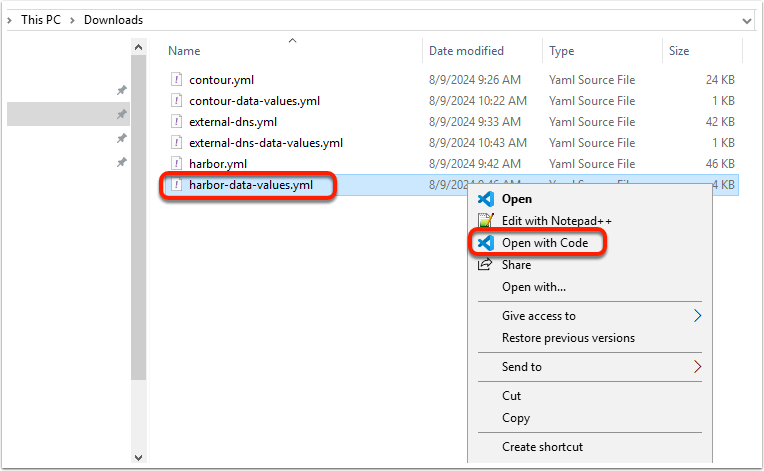 This PC > Downloads
Name Date modified Type Size
contour.yml 8/9/2024 9:26 AM Yaml Source File 24 KB
contour-data-values.yml 8/9/2024 10:22 AM Yaml Source File 1 KB
external-dns.yml 8/9/2024 9:33 AM Yaml Source File 42 KB
external-dns-data-values.yml 8/9/2024 10:43 AM Yaml Source File 1 KB
harbor.yml 8/9/2024 9:42 AM Yaml Source File 46 KB
harbor-data-values.yml 8/9/2024 Yaml Source File 4 KB
Open
Edit with Notepad++
Open with Code
Share
Open with...
Give access to
Restore previous versions
Send to
Cut
Copy
Create shortcut